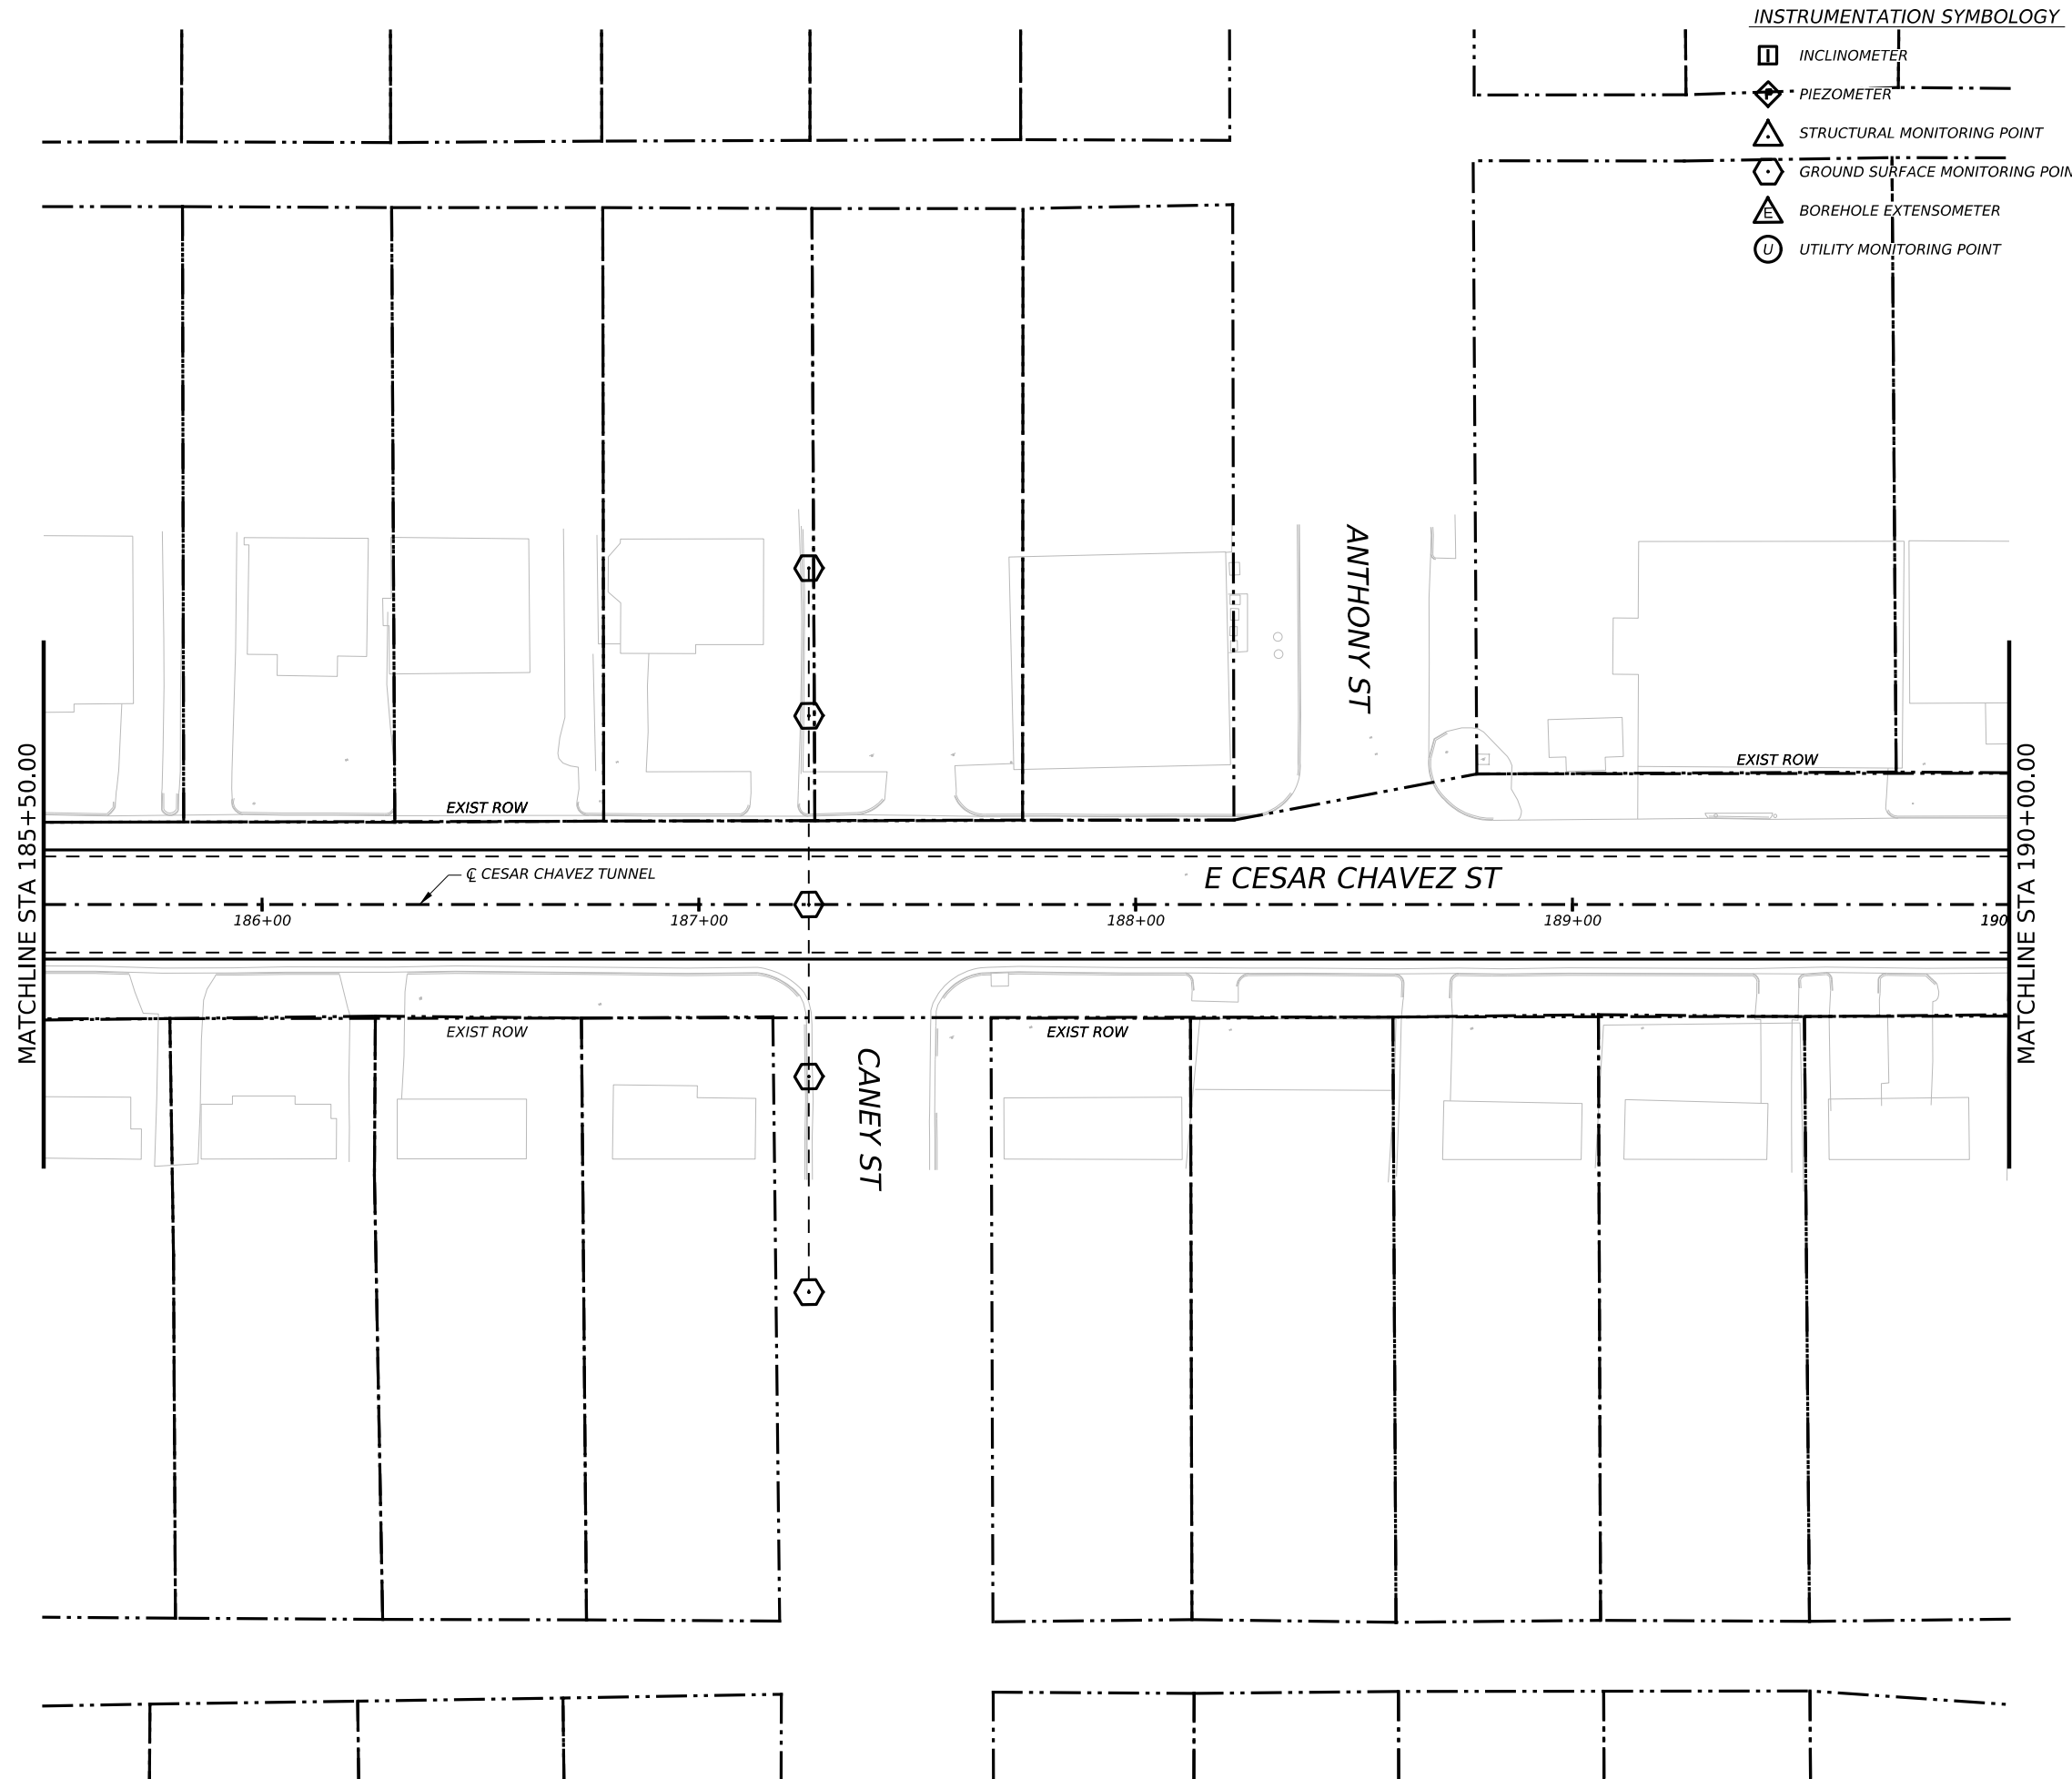 INSTRUMENTATION SYMBOLOGY
I INCLINOMETER
P PIEZOMETER
STRUCTURAL MONITORING POINT
GROUND SURFACE MONITORING POIN
E BOREHOLE EXTENSOMETER
U UTILITY MONITORING POINT
ANTHONY ST
EXIST ROW
EXIST ROW
MATCHLINE STA 185+50.00
MATCHLINE STA 190+00.00
℄ CESAR CHAVEZ TUNNEL
E CESAR CHAVEZ ST
186+00
187+00
188+00
189+00
190
EXIST ROW
EXIST ROW
CANEY ST